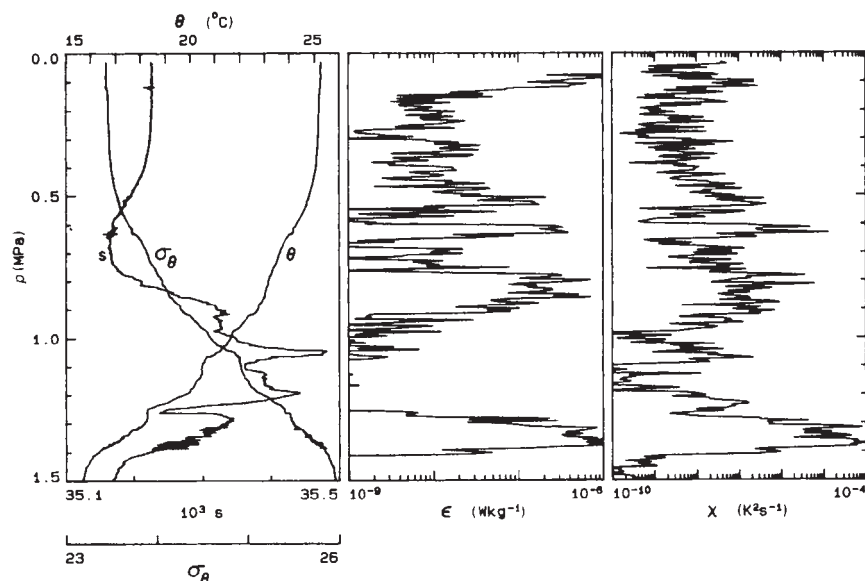 θ (°C)
15 20 25
0.0
0.5
1.0
1.5
p (MPa)
s
σθ
θ
35.1 35.5
10³ s
23 26
σθ
10⁻⁹ 10⁻⁶
ϵ (Wkg⁻¹)
10⁻¹⁰ 10⁻⁴
χ (K²s⁻¹)